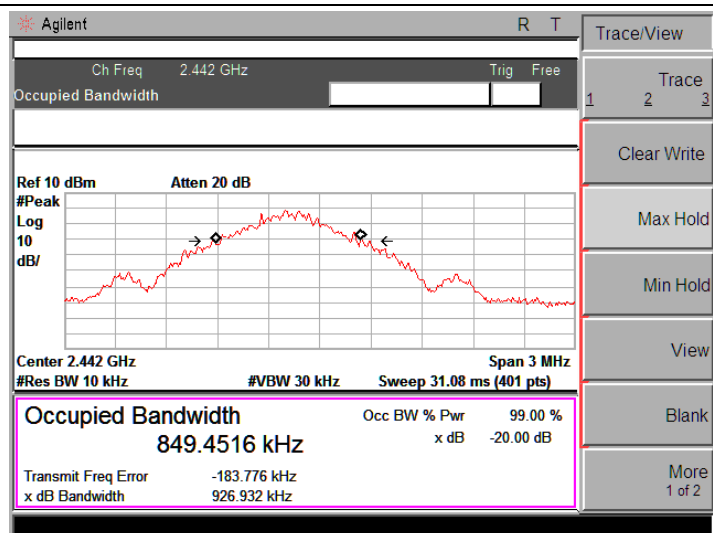 Agilent R T
Ch Freq 2.442 GHz Trig Free
Occupied Bandwidth
Ref 10 dBm Atten 20 dB
#Peak
Log
10
dB/
Center 2.442 GHz Span 3 MHz
#Res BW 10 kHz #VBW 30 kHz Sweep 31.08 ms (401 pts)
Occupied Bandwidth Occ BW % Pwr 99.00 %
849.4516 kHz x dB -20.00 dB
Transmit Freq Error -183.776 kHz
x dB Bandwidth 926.932 kHz
Trace/View
Trace
1 2 3
Clear Write
Max Hold
Min Hold
View
Blank
More
1 of 2